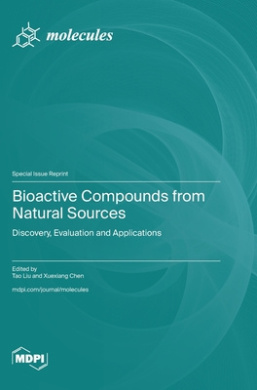 molecules
Special Issue Reprint
Bioactive Compounds from
Natural Sources
Discovery, Evaluation and Applications
Edited by
Tao Liu and Xuexiang Chen
mdpi.com/journal/molecules
MDPI